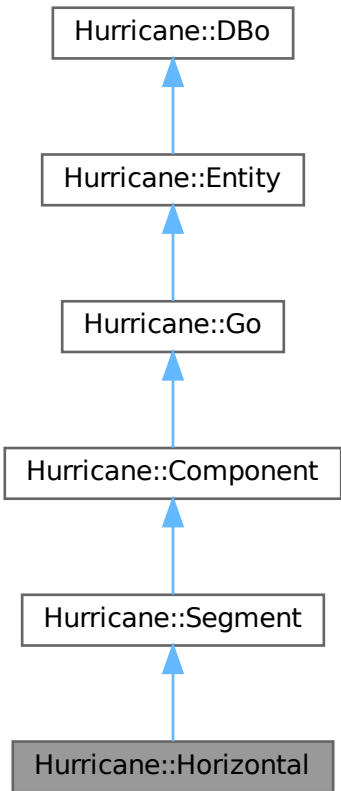 Hurricane::DBo
Hurricane::Entity
Hurricane::Go
Hurricane::Component
Hurricane::Segment
Hurricane::Horizontal